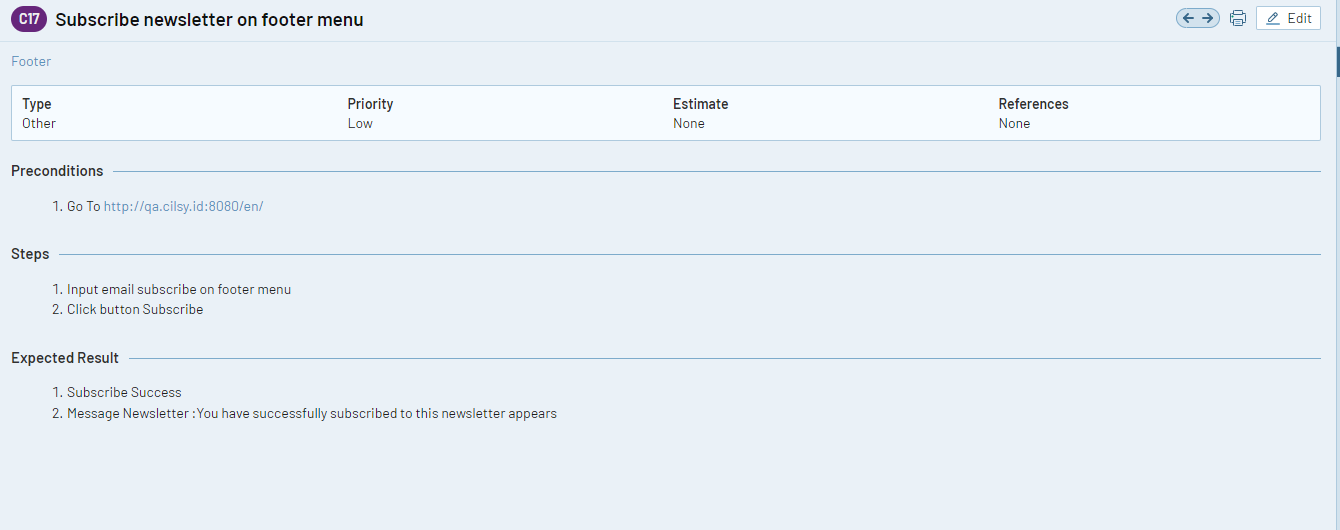 C17 Subscribe newsletter on footer menu
Edit
Footer
Type Priority Estimate References
Other Low None None
Preconditions
1. Go To http://qa.cilsy.id:8080/en/
Steps
1. Input email subscribe on footer menu
2. Click button Subscribe
Expected Result
1. Subscribe Success
2. Message Newsletter :You have successfully subscribed to this newsletter appears